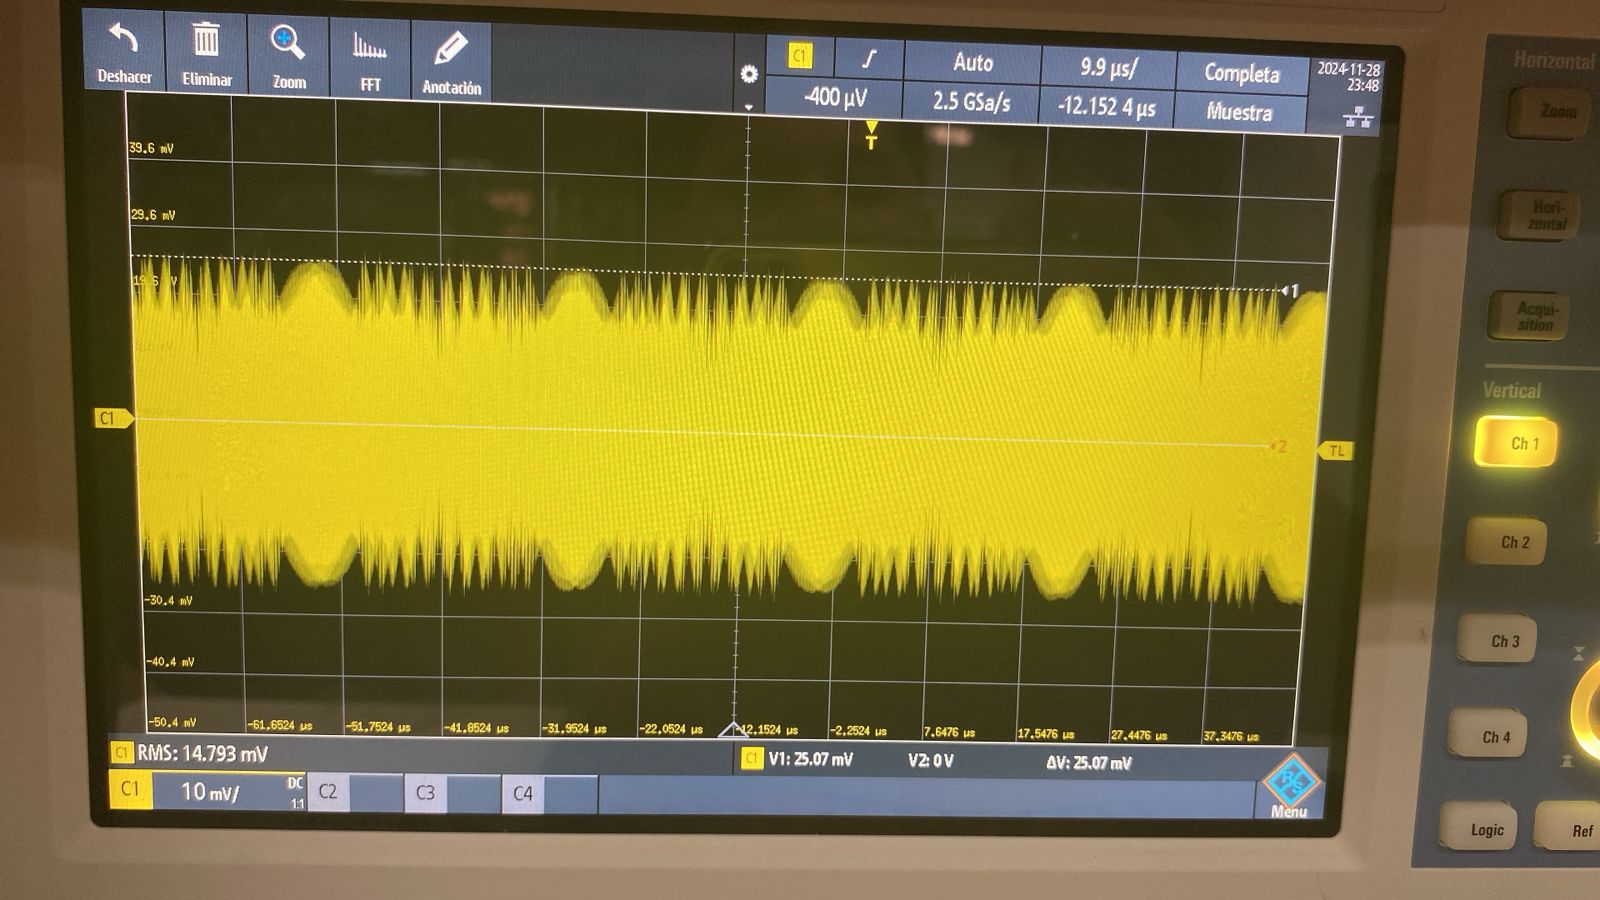 Deshacer
Eliminar
Zoom
FFT
Anotación
C1
Auto
9.9 µs/
Completa
-400 µV
2.5 GSa/s
-12.152 4 µs
Muestra
2024-11-28
23:48
T
39.6 mV
29.6 mV
19.6
1
C1
2
TL
-30.4 mV
-40.4 mV
-50.4 mV
-61.6524 µs
-51.7524 µs
-41.8524 µs
-31.9524 µs
-22.0524 µs
-12.1524 µs
-2.2524 µs
7.6476 µs
17.5476 µs
27.4476 µs
37.3476 µs
C1 RMS: 14.793 mV
C1 V1: 25.07 mV V2: 0 V ΔV: 25.07 mV
C1 10 mV/ DC
1:1
C2
C3
C4
R&S
Menu
Horizontal
Zoom
Hori-
zontal
Acqui-
sition
Vertical
Ch 1
Ch 2
Ch 3
Ch 4
Logic
Ref